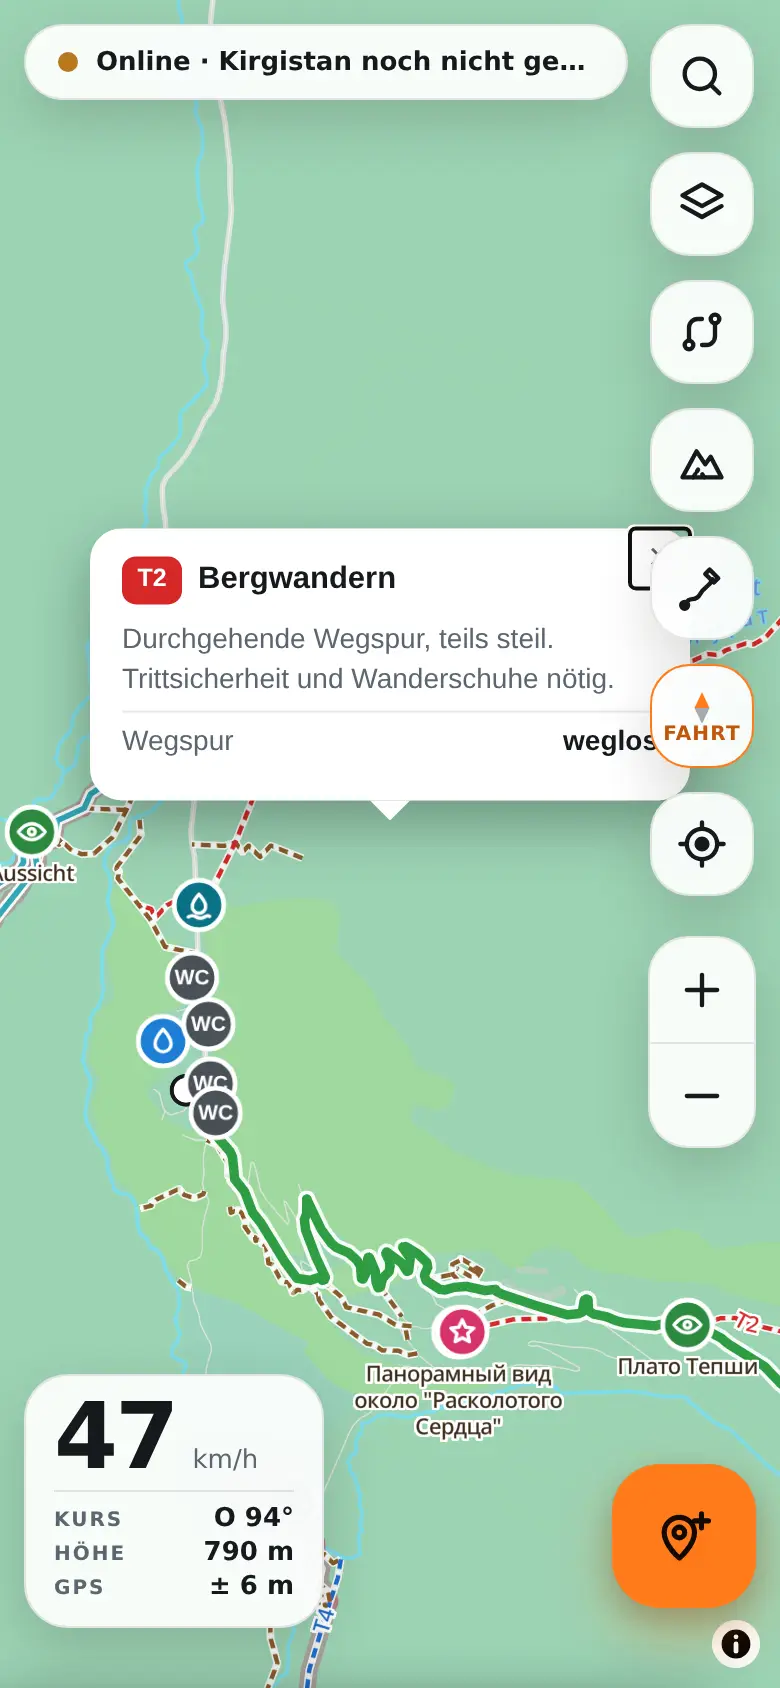 Online · Kirgistan noch nicht ge...
T2 Bergwandern
Durchgehende Wegspur, teils steil.
Trittsicherheit und Wanderschuhe nötig.
Wegspur weglos
FAHRT
Aussicht
WC
WC
WC
WC
T2
Панорамный вид
около "Расколотого
Сердца"
Плато Тепши
47 km/h
KURS O 94°
HÖHE 790 m
GPS ± 6 m
T4